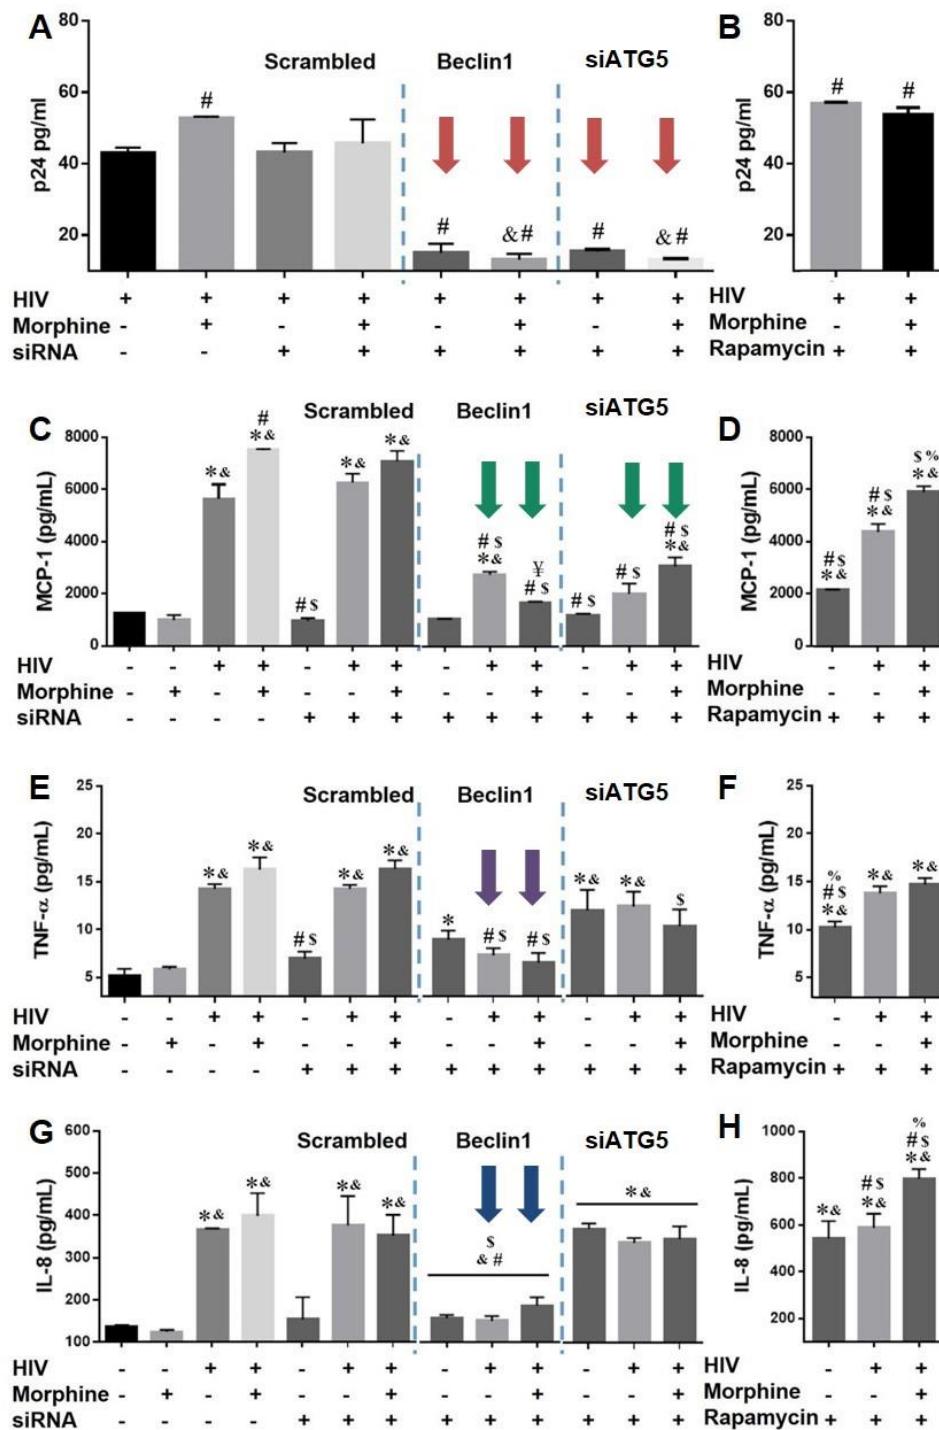 A
80
60
40
20
p24 pg/ml
Scrambled Beclin1 siATG5
#
# &# # &#
HIV + + + + + + + +
Morphine - + - + - + - +
siRNA - - + + + + + +
B
80
60
40
20
p24 pg/ml
# #
HIV + +
Morphine - +
Rapamycin + +
C
8000
6000
4000
2000
0
MCP-1 (pg/mL)
Scrambled Beclin1 siATG5
#
*& *& *& *&
# $
# $ *&
¥
# $
# $ # $
# $
*&
HIV - - + + - + + - + + - + +
Morphine - + - + - - + - - + - - +
siRNA - - - - + + + + + + + + +
D
8000
6000
4000
2000
0
MCP-1 (pg/mL)
# $
*&
# $
*&
$ %
*&
HIV - + +
Morphine - - +
Rapamycin + + +
E
25
20
15
10
5
TNF-α (pg/mL)
Scrambled Beclin1 siATG5
*& *& # $ *& *&
* # $ # $
*& *& $
HIV - - + + - + + - + + - + +
Morphine - + - + - - + - - + - - +
siRNA - - - - + + + + + + + + +
F
25
20
15
10
5
TNF-α (pg/mL)
%
# $
*& *& *&
HIV - + +
Morphine - - +
Rapamycin + + +
G
600
500
400
300
200
100
IL-8 (pg/mL)
Scrambled Beclin1 siATG5
*& *& *& *&
$
& #
*&
HIV - - + + - + + - + + - + +
Morphine - + - + - - + - - + - - +
siRNA - - - - + + + + + + + + +
H
1000
800
600
400
200
IL-8 (pg/mL)
*&
# $
*&
%
# $
*&
HIV - + +
Morphine - - +
Rapamycin + + +